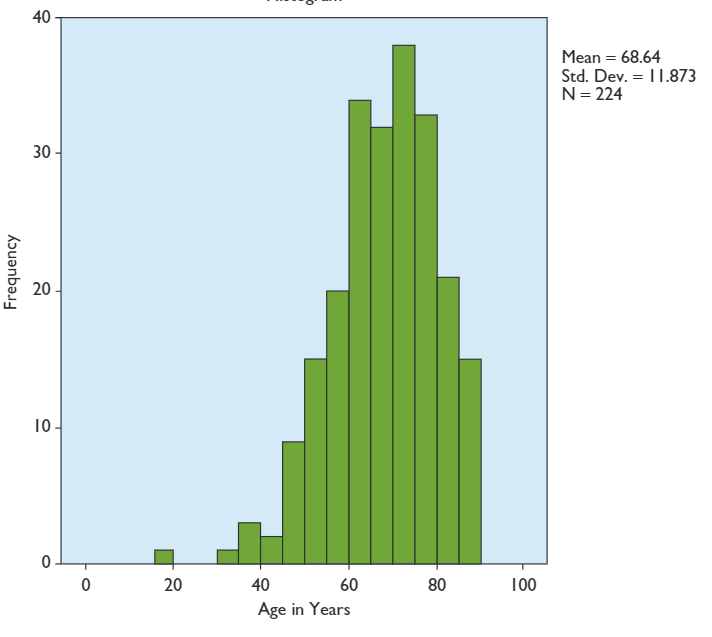 Histogram
40
Mean = 68.64
Std. Dev. = 11.873
N = 224
30
Frequency
20
10
0
0 20 40 60 80 100
Age in Years